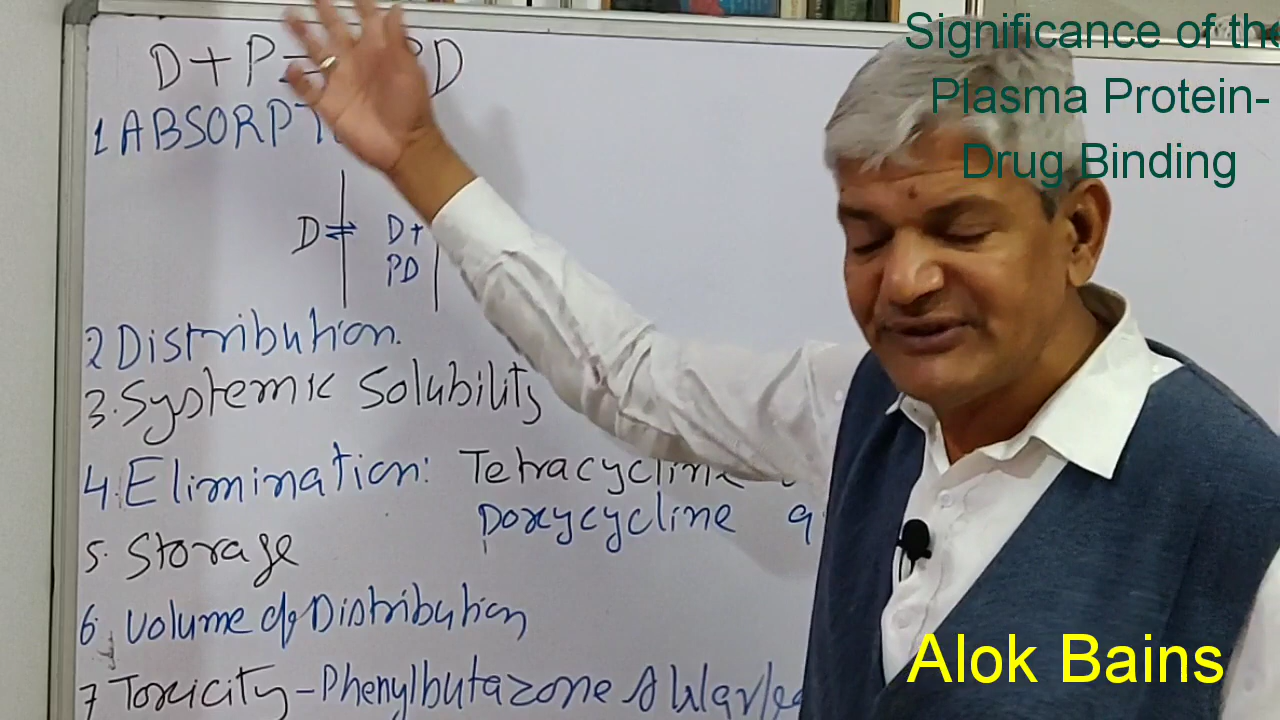 Significance of the
Plasma Protein-
Drug Binding
D + P D
1 ABSORPT
D ⇌ D +
PD
2 Distribution.
3. Systemic Solubility
4. Elimination: Tetracycline
Doxycycline 9
5. Storage
6. Volume of Distribution
7 Toxicity - Phenylbutazone &
Alok Bains